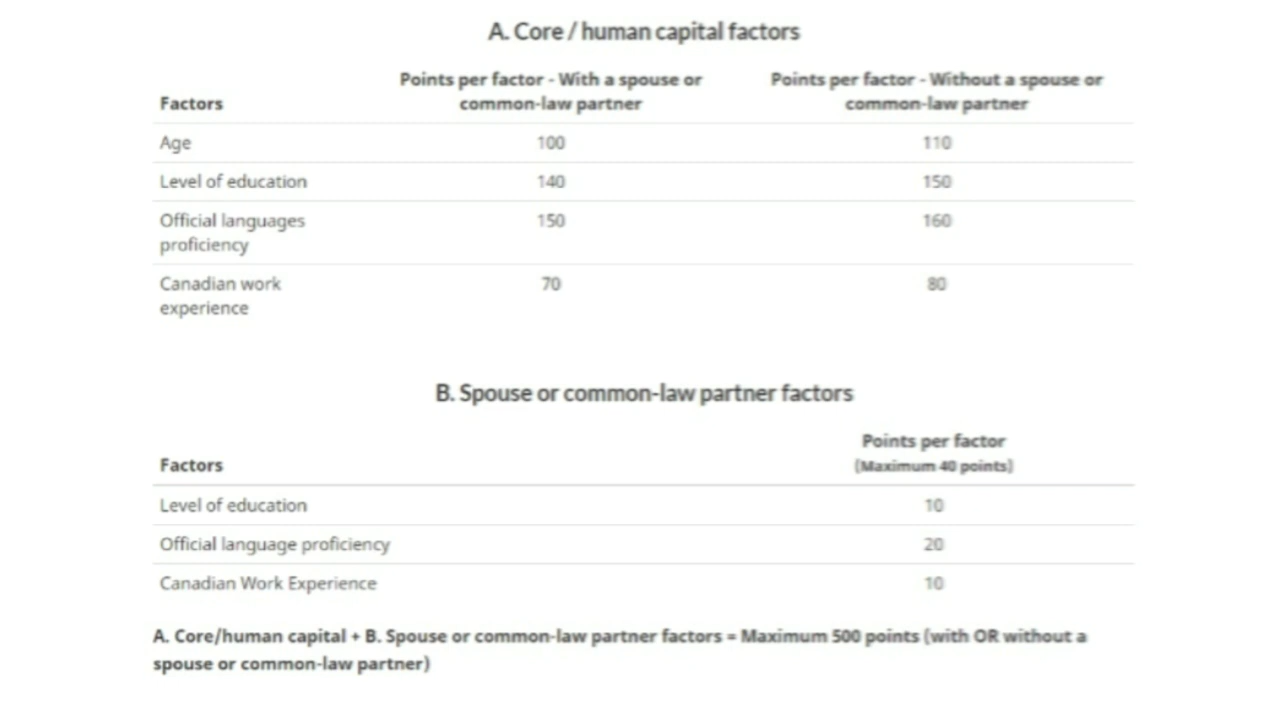 A. Core / human capital factors
Points per factor - With a spouse or Points per factor - Without a spouse or
Factors common-law partner common-law partner
Age 100 110
Level of education 140 150
Official languages 150 160
proficiency
Canadian work 70 80
experience
B. Spouse or common-law partner factors
Points per factor
Factors (Maximum 40 points)
Level of education 10
Official language proficiency 20
Canadian Work Experience 10
A. Core/human capital + B. Spouse or common-law partner factors = Maximum 500 points (with OR without a
spouse or common-law partner)